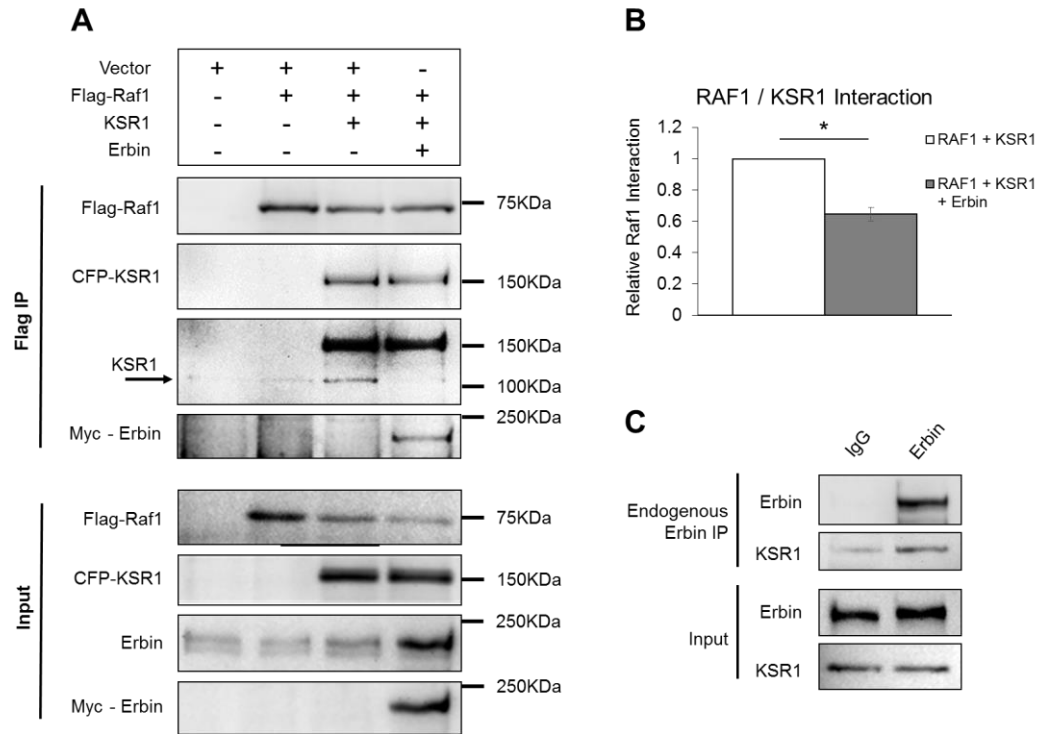 A
Vector + + + -
Flag-Raf1 - + + +
KSR1 - - + +
Erbin - - - +
Flag IP
Flag-Raf1 75KDa
CFP-KSR1 150KDa
150KDa
KSR1
100KDa
250KDa
Myc - Erbin
Input
Flag-Raf1 75KDa
CFP-KSR1 150KDa
250KDa
Erbin
250KDa
Myc - Erbin
B
RAF1 / KSR1 Interaction
Relative Raf1 Interaction
1.2
1
0.8
0.6
0.4
0.2
0
*
RAF1 + KSR1
RAF1 + KSR1
+ Erbin
C
IgG Erbin
Endogenous
Erbin IP
Erbin
KSR1
Input
Erbin
KSR1